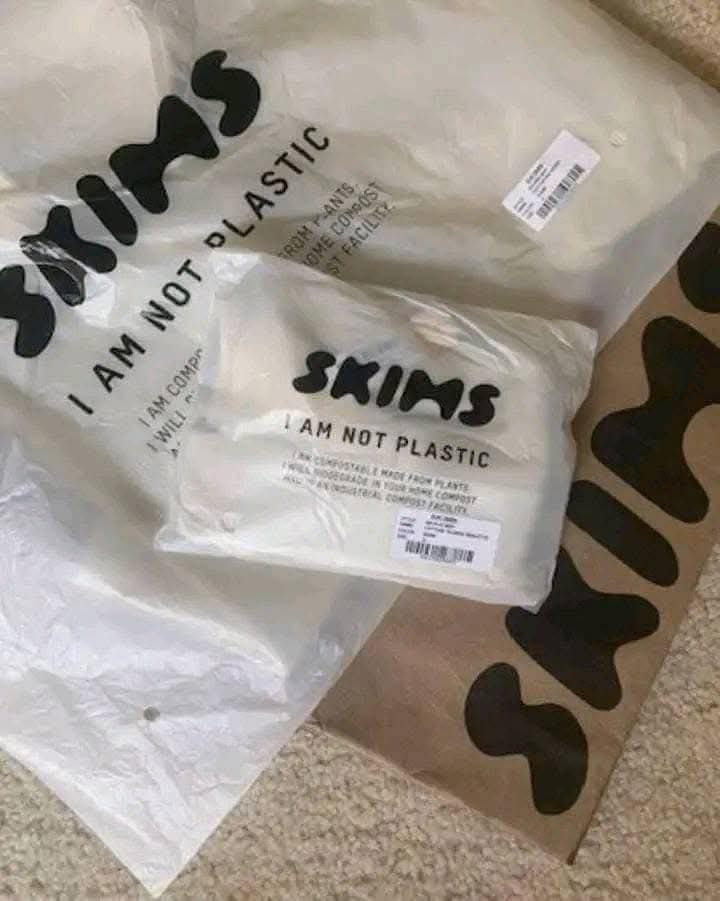 SKIMS
I AM NOT PLASTIC
I AM
FROM PLANTS
I WILL
HOME COMPOST
FACILITY.
SKIMS
I AM NOT PLASTIC
I AM COMPOSTABLE MADE FROM PLANTS
I WILL BIODEGRADE IN YOUR HOME COMPOST
AND IN AN INDUSTRIAL COMPOST FACILITY.
SKIMS